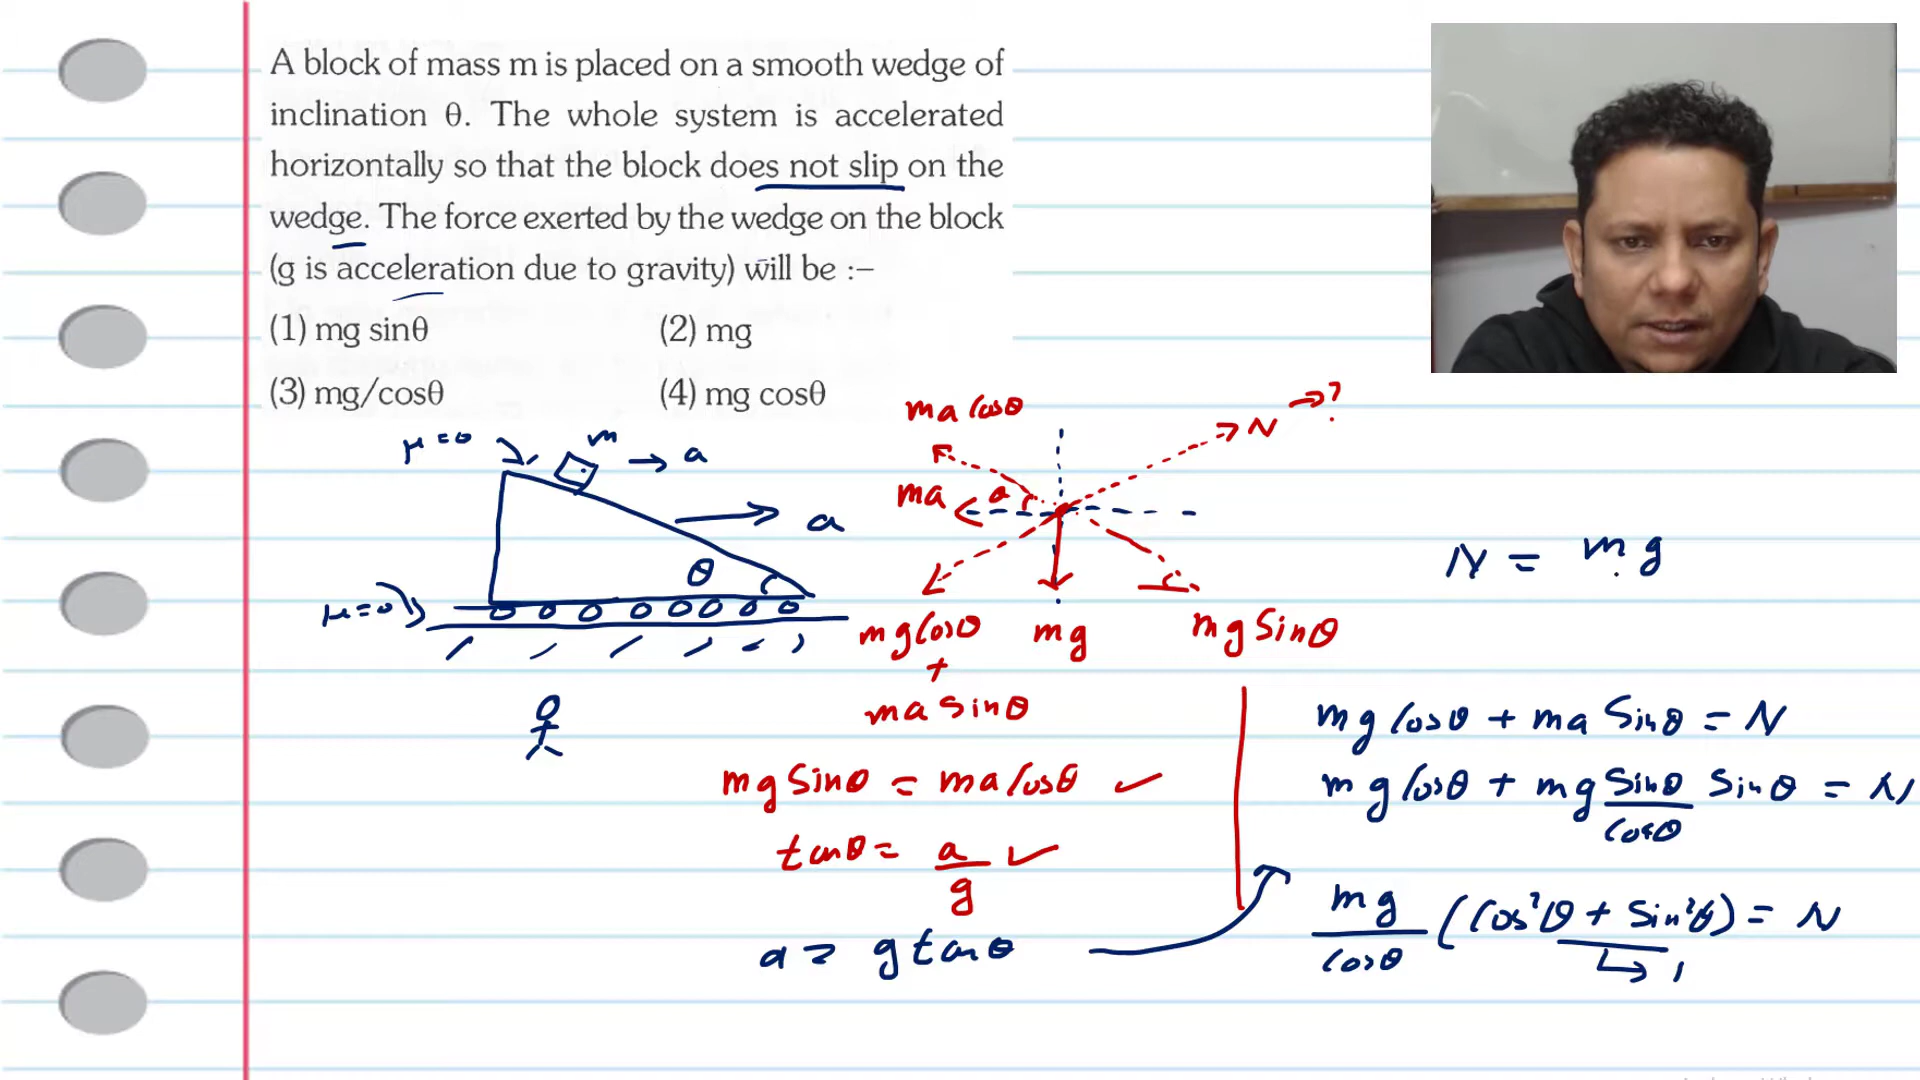 A block of mass m is placed on a smooth wedge of
inclination θ. The whole system is accelerated
horizontally so that the block does not slip on the
wedge. The force exerted by the wedge on the block
(g is acceleration due to gravity) will be :–
(1) mg sinθ (2) mg
(3) mg/cosθ (4) mg cosθ
μ=0 m → a
a
θ
μ=0
ma cosθ
N → ?
ma
mg cosθ
+
ma sinθ
mg
mg sinθ
mg sinθ = ma cosθ ✓
tanθ = a/g ✓
a = g tanθ
N = mg
mg cosθ + ma sinθ = N
mg cosθ + mg sinθ/cosθ sinθ = N
mg/cosθ (cos²θ + sin²θ) = N
↳ 1